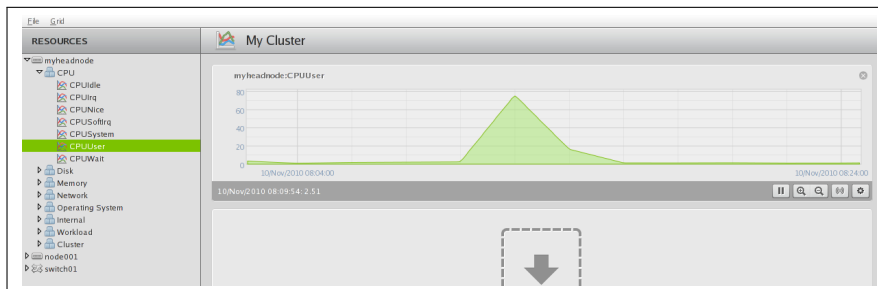 File Grid
RESOURCES
My Cluster
myheadnode
CPU
CPUIdle
CPUIrq
CPUNice
CPUSoftIrq
CPUSystem
CPUUser
CPUWait
Disk
Memory
Network
Operating System
Internal
Workload
Cluster
node001
switch01
myheadnode:CPUUser
80
60
40
20
0
10/Nov/2010 08:04:00 10/Nov/2010 08:24:00
10/Nov/2010 08:09:54: 2.51